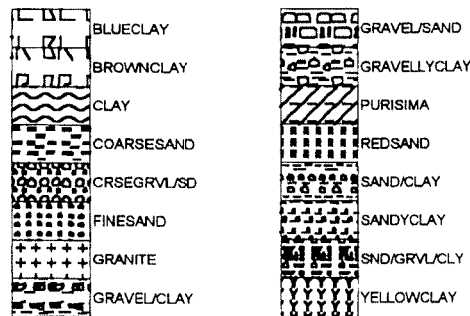 BLUECLAY
BROWNCLAY
CLAY
COARSESAND
CRSEGRVL/SD
FINESAND
GRANITE
GRAVEL/CLAY
GRAVEL/SAND
GRAVELLYCLAY
PURISIMA
REDSAND
SAND/CLAY
SANDYCLAY
SND/GRVL/CLY
YELLOWCLAY